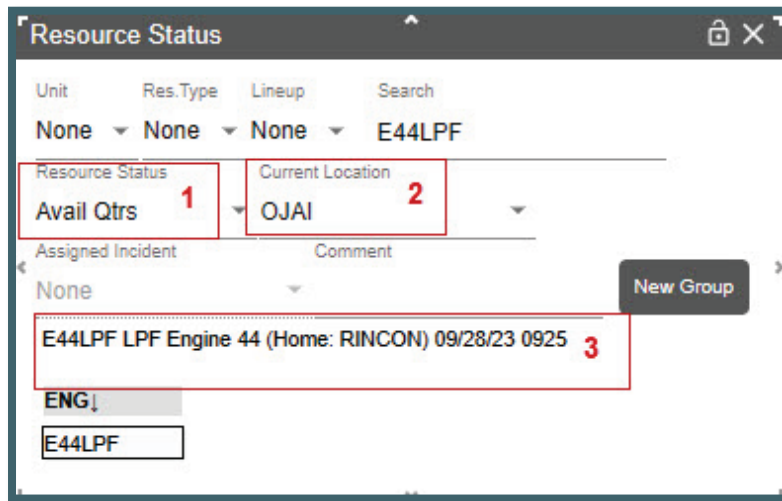 Resource Status
Unit Res.Type Lineup Search
None None None E44LPF
Resource Status Current Location
Avail Qtrs 1 OJAI 2
Assigned Incident Comment
None New Group
E44LPF LPF Engine 44 (Home: RINCON) 09/28/23 0925 3
ENG↓
E44LPF